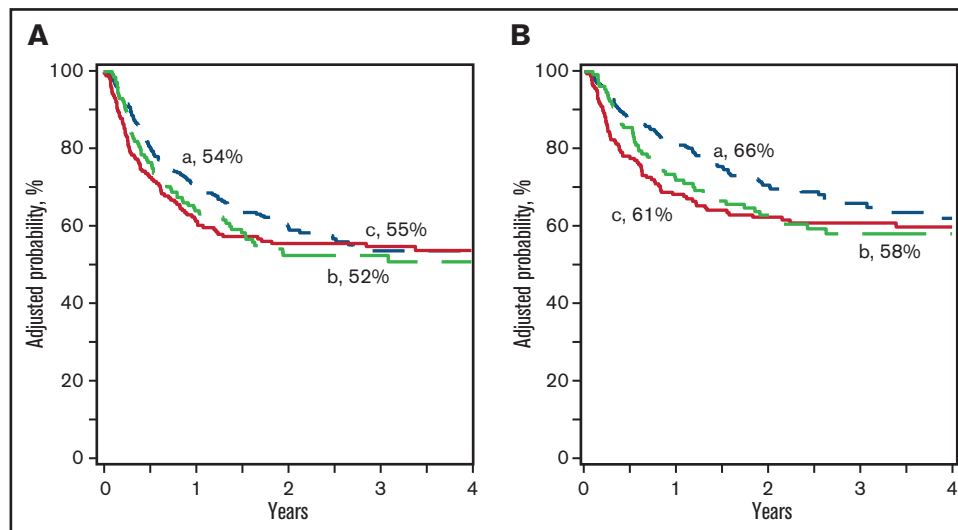 A
Adjusted probability, %
100
80
60
40
20
0
a, 54%
c, 55%
b, 52%
0 1 2 3 4
Years
B
Adjusted probability, %
100
80
60
40
20
0
a, 66%
c, 61%
b, 58%
0 1 2 3 4
Years